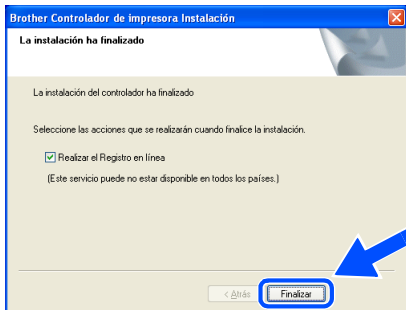 Brother Controlador de impresora Instalación
La instalación ha finalizado
La instalación del controlador ha finalizado
Seleccione las acciones que se realizarán cuando finalice la instalación.
Realizar el Registro en línea
(Este servicio puede no estar disponible en todos los países.)
< Atrás
Finalizar